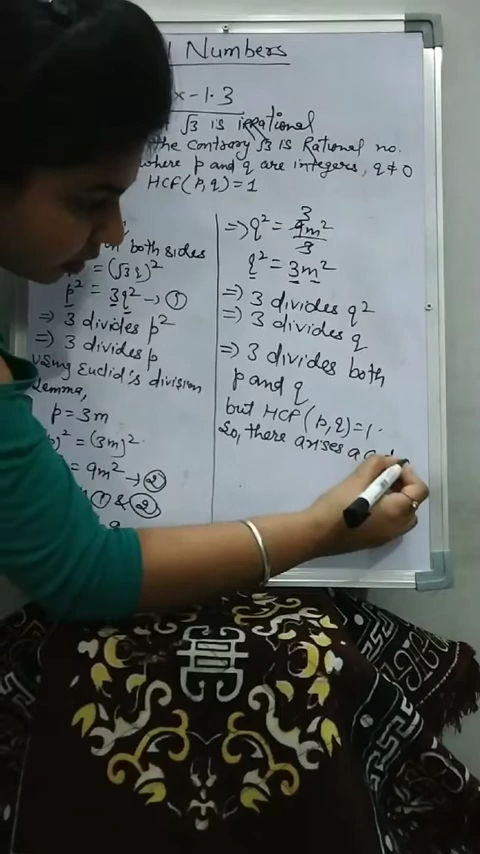 Numbers
x-1.3
√3 is irrational
the contrary √3 is Rational no.
where p and q are integers, q ≠ 0
HCF(p,q)=1
both sides
= (√3q)²
p² = 3q² → ①
⇒ 3 divides p²
⇒ 3 divides p
Using Euclid's division
Lemma,
p = 3m
)² = (3m)²
= 9m² → ②
① & ②
⇒ q² = 9m²/3
3
q² = 3m²
⇒ 3 divides q²
⇒ 3 divides q
⇒ 3 divides both
p and q
but HCF(p,q)=1.
So, there arises a